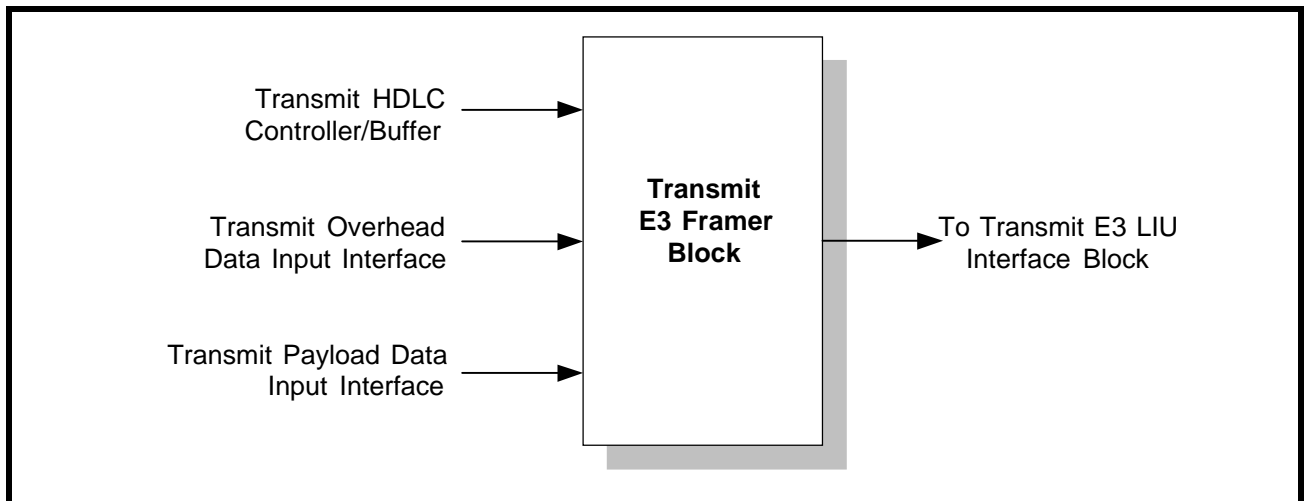 Transmit HDLC
Controller/Buffer
Transmit Overhead
Data Input Interface
Transmit Payload Data
Input Interface
Transmit
E3 Framer
Block
To Transmit E3 LIU
Interface Block